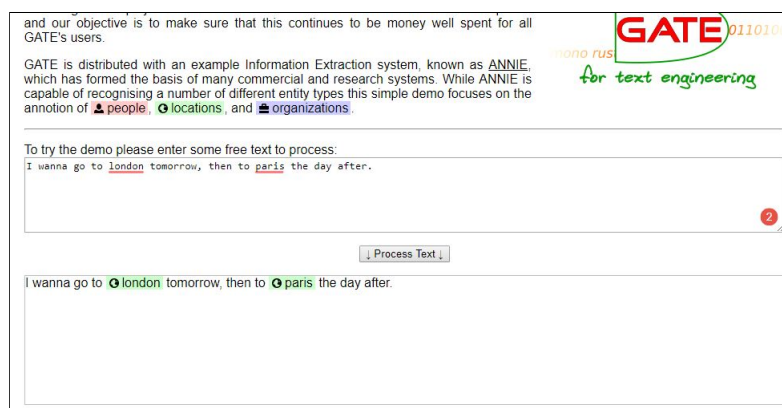 and our objective is to make sure that this continues to be money well spent for all
GATE's users.
GATE
011010
mono rus
for text engineering
GATE is distributed with an example Information Extraction system, known as ANNIE,
which has formed the basis of many commercial and research systems. While ANNIE is
capable of recognising a number of different entity types this simple demo focuses on the
annotion of people, locations, and organizations.
To try the demo please enter some free text to process:
I wanna go to london tomorrow, then to paris the day after.
2
↓ Process Text ↓
I wanna go to london tomorrow, then to paris the day after.